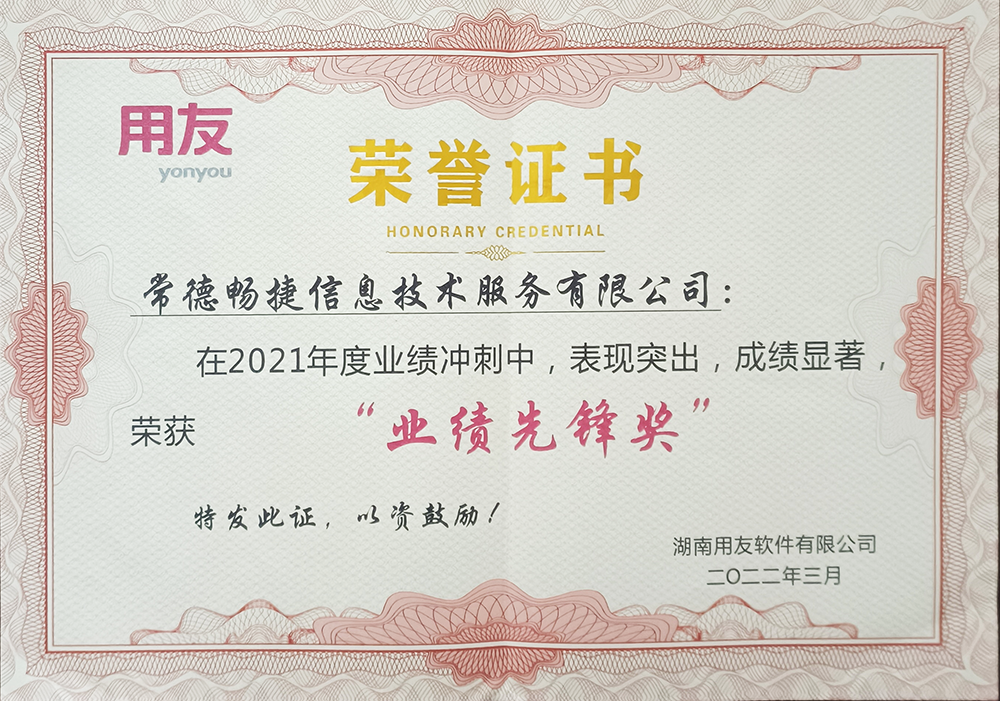 用友
yonyou
荣誉证书
HONORARY CREDENTIAL
常德畅捷信息技术服务有限公司：
在2021年度业绩冲刺中，表现突出，成绩显著，
荣获 “业绩先锋奖”
特发此证，以资鼓励！
湖南用友软件有限公司
二〇二二年三月